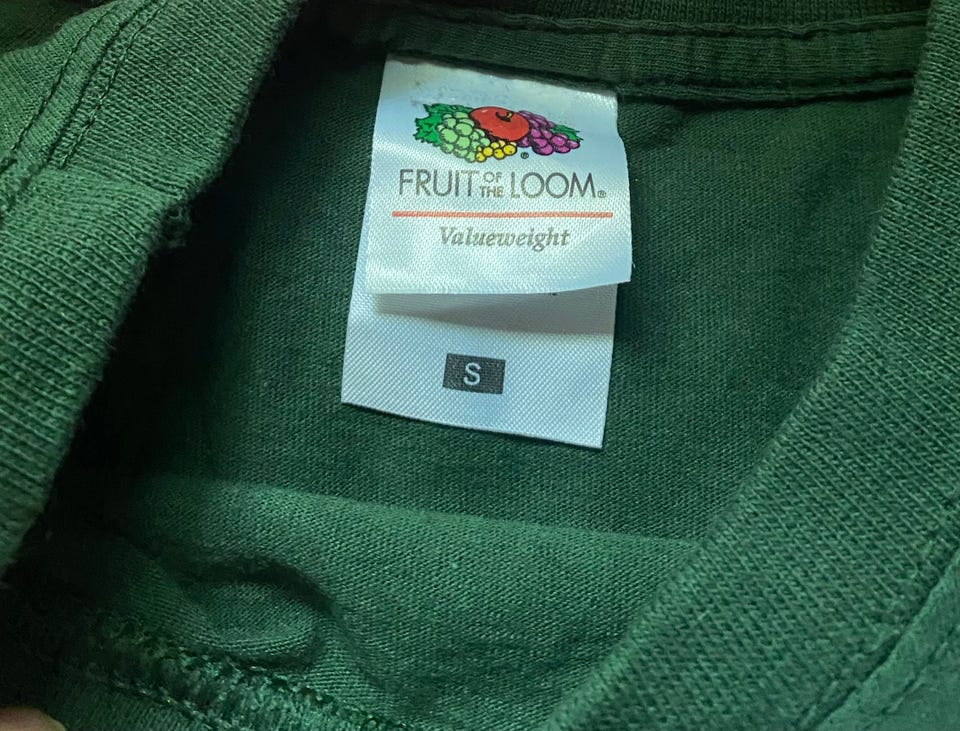 FRUIT OF THE LOOM®
Valueweight
S